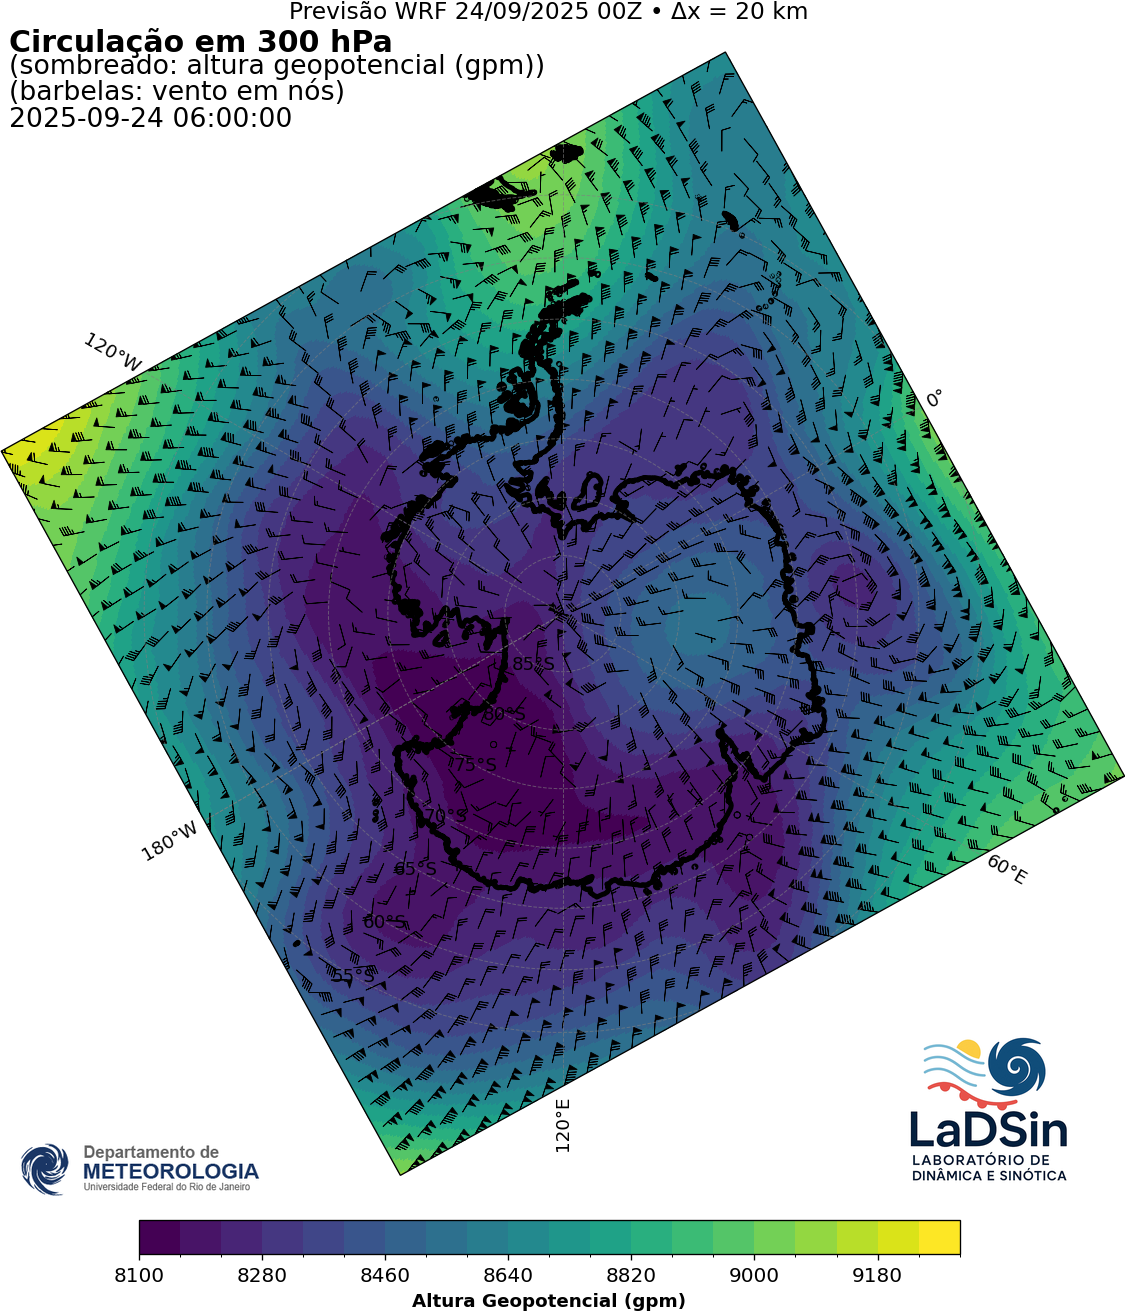 Previsão WRF 24/09/2025 00Z • Δx = 20 km
Circulação em 300 hPa
(sombreado: altura geopotencial (gpm))
(barbelas: vento em nós)
2025-09-24 06:00:00
120°W
0°
85°S
80°S
75°S
70°S
180°W
65°S
60°E
60°S
55°S
120°E
LaDSin
LABORATÓRIO DE
DINÂMICA E SINÓTICA
Departamento de
METEOROLOGIA
Universidade Federal do Rio de Janeiro
8100 8280 8460 8640 8820 9000 9180
Altura Geopotencial (gpm)